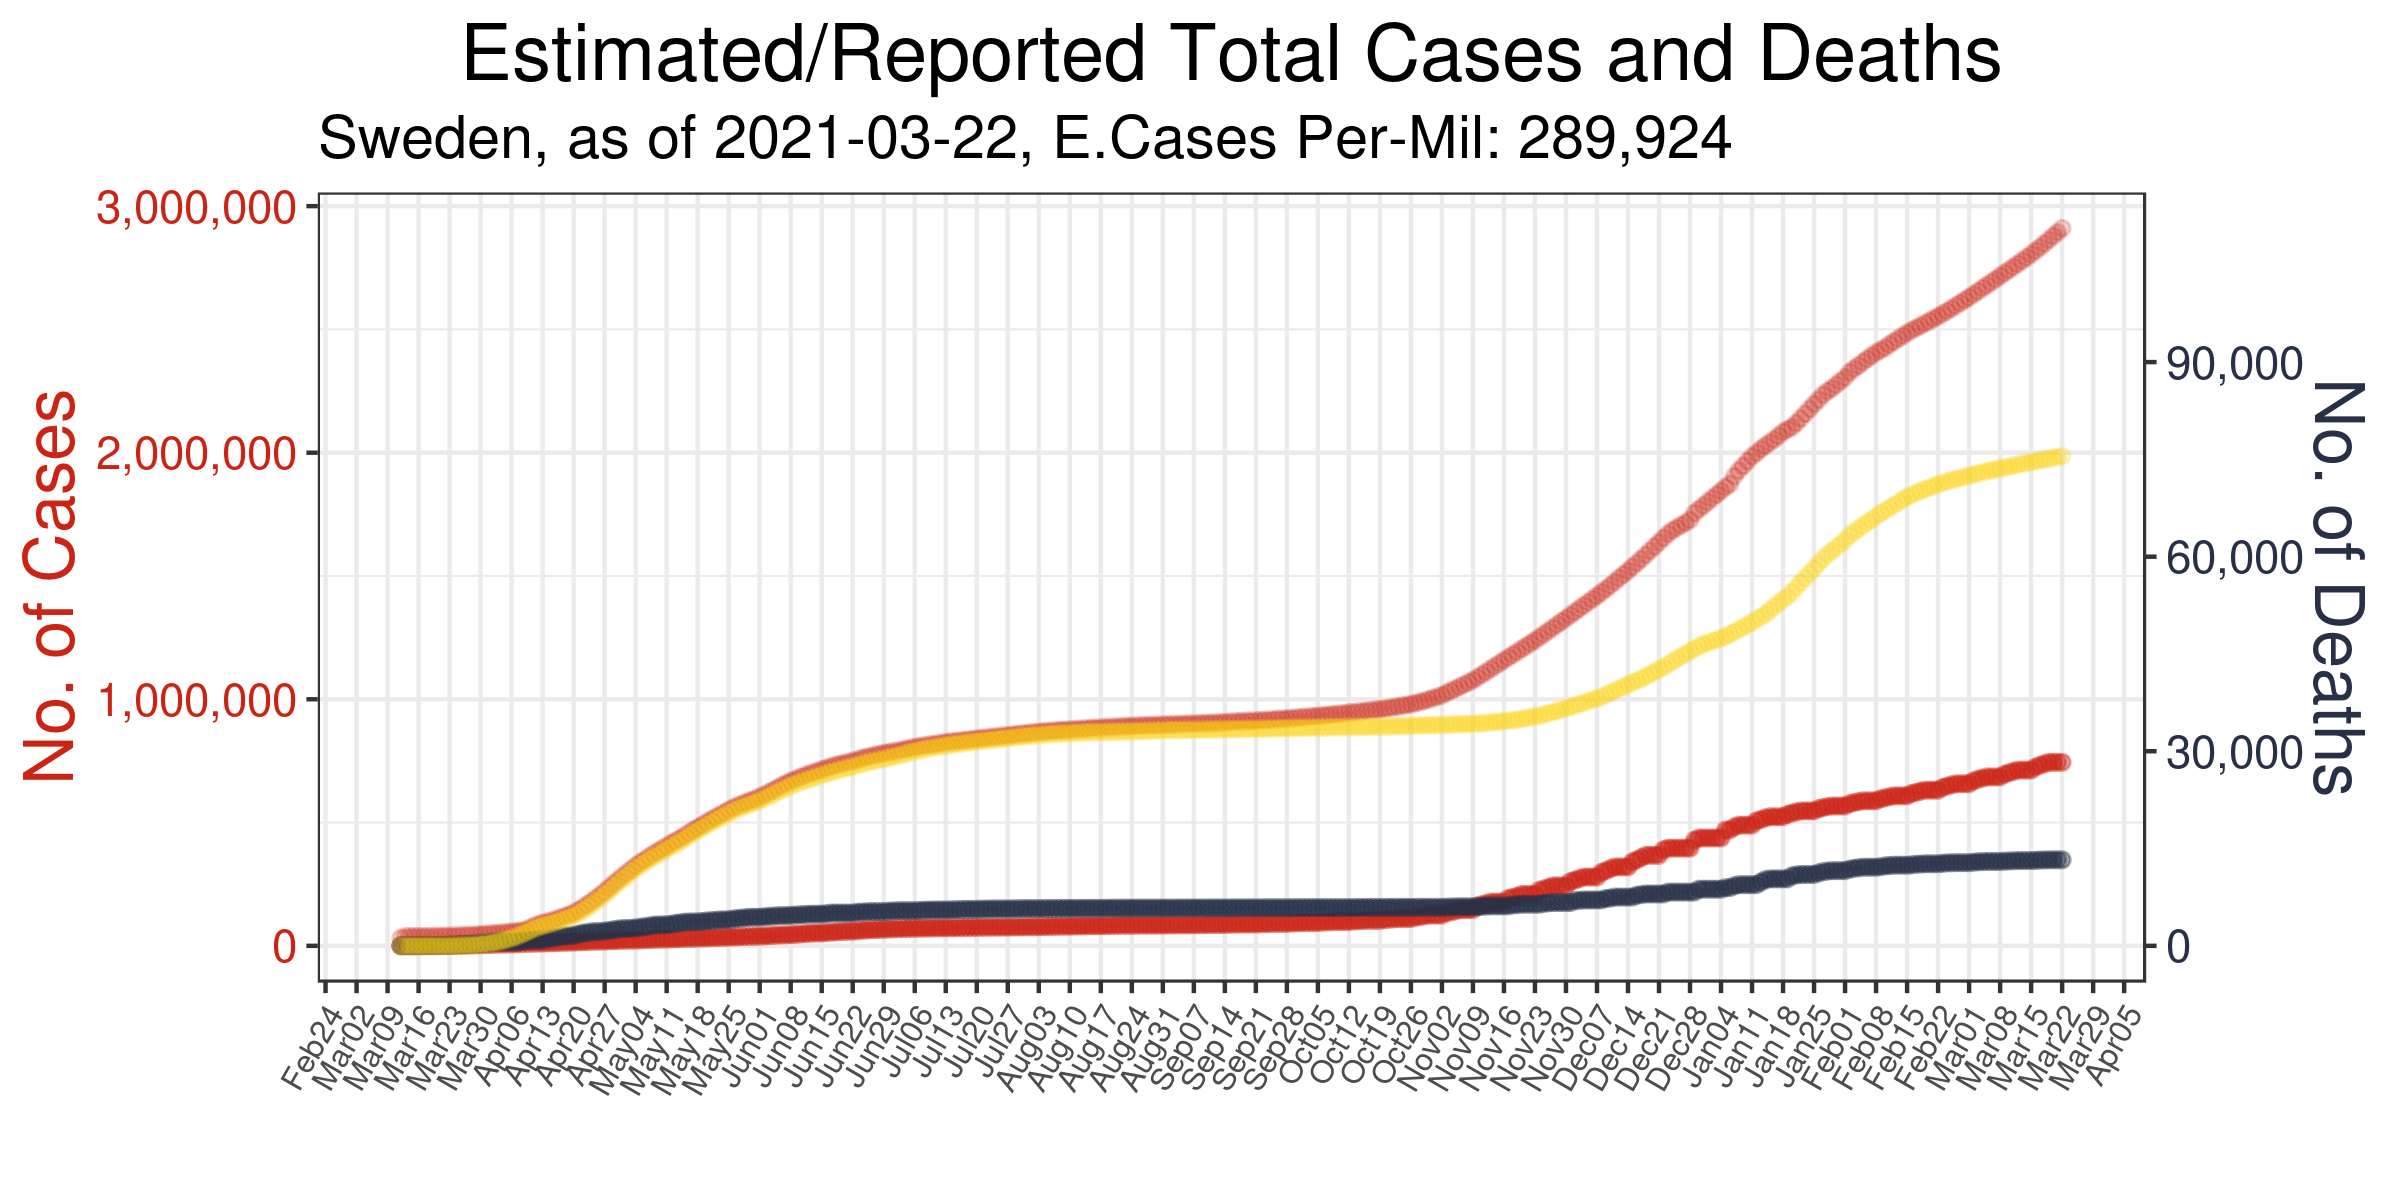 Estimated/Reported Total Cases and Deaths
Sweden, as of 2021-03-22, E.Cases Per-Mil: 289,924
No. of Cases
3,000,000
2,000,000
1,000,000
0
90,000
60,000
30,000
0
No. of Deaths
Feb24
Mar02
Mar09
Mar16
Mar23
Mar30
Apr06
Apr13
Apr20
Apr27
May04
May11
May18
May25
Jun01
Jun08
Jun15
Jun22
Jun29
Jul06
Jul13
Jul20
Jul27
Aug03
Aug10
Aug17
Aug24
Aug31
Sep07
Sep14
Sep21
Sep28
Oct05
Oct12
Oct19
Oct26
Nov02
Nov09
Nov16
Nov23
Nov30
Dec07
Dec14
Dec21
Dec28
Jan04
Jan11
Jan18
Jan25
Feb01
Feb08
Feb15
Feb22
Mar01
Mar08
Mar15
Mar22
Mar29
Apr05